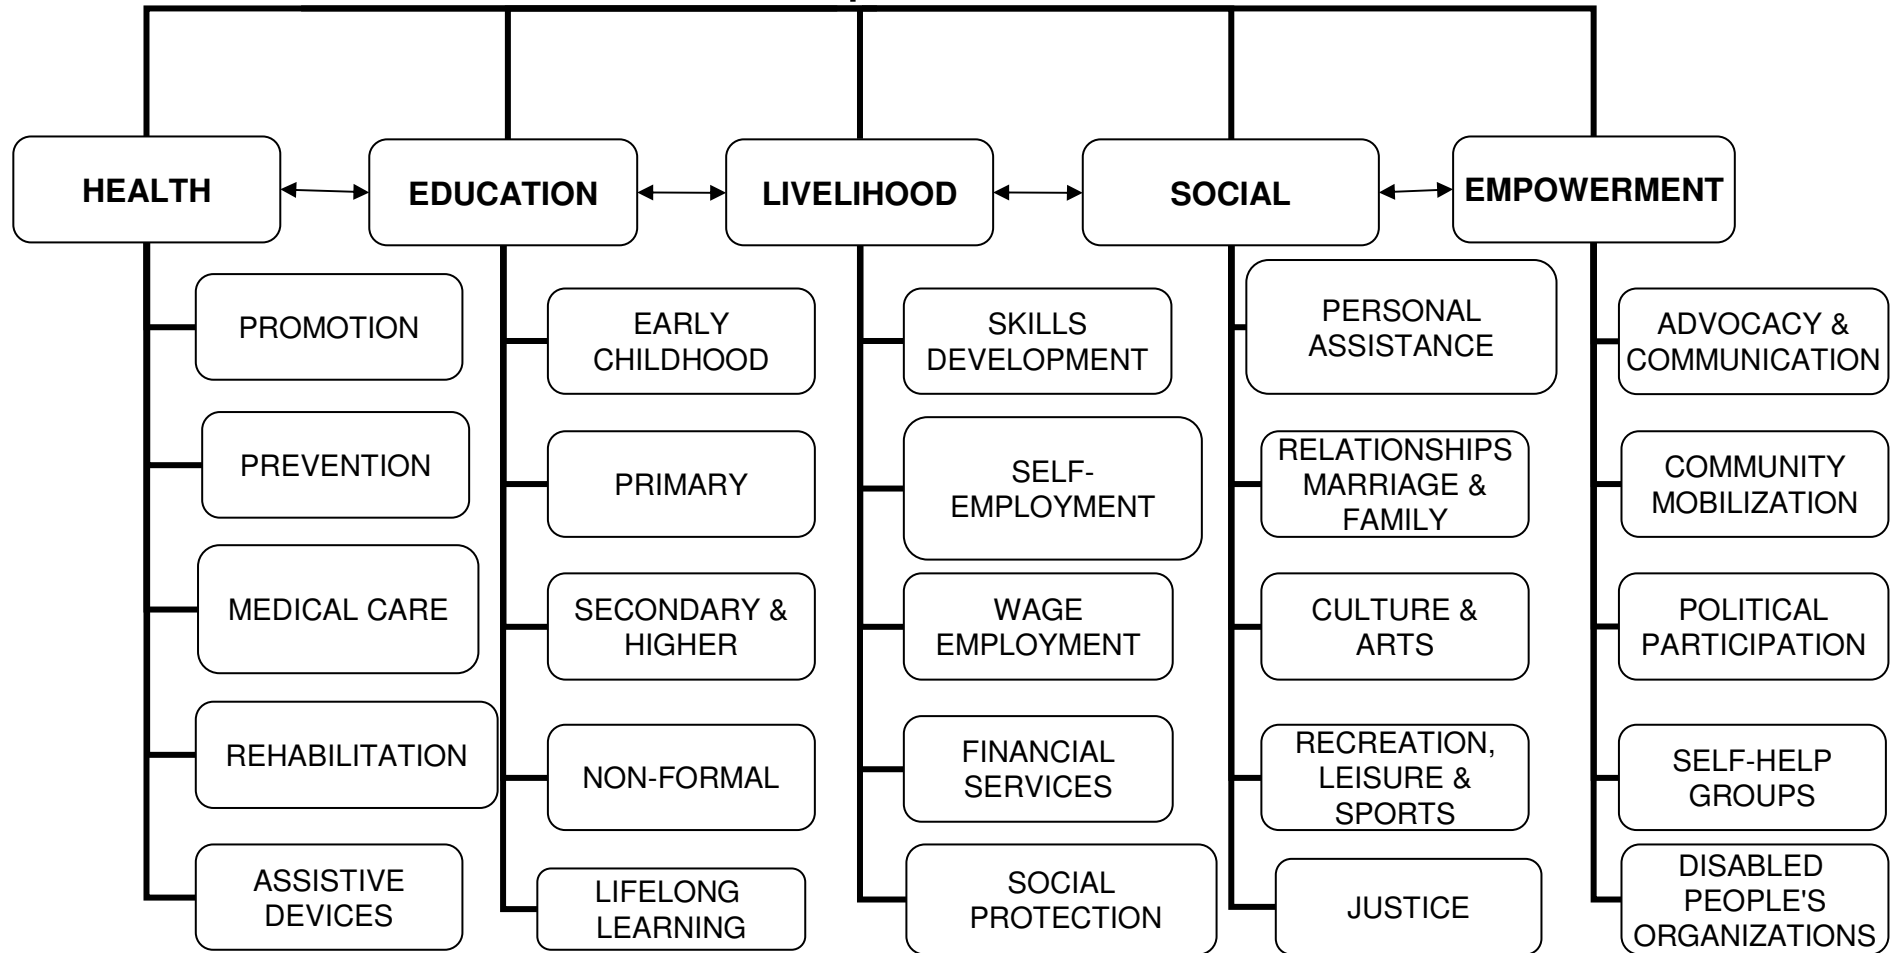 HEALTH
EDUCATION
LIVELIHOOD
SOCIAL
EMPOWERMENT
PROMOTION
PREVENTION
MEDICAL CARE
REHABILITATION
ASSISTIVE
DEVICES
EARLY
CHILDHOOD
PRIMARY
SECONDARY &
HIGHER
NON-FORMAL
LIFELONG
LEARNING
SKILLS
DEVELOPMENT
SELF-
EMPLOYMENT
WAGE
EMPLOYMENT
FINANCIAL
SERVICES
SOCIAL
PROTECTION
PERSONAL
ASSISTANCE
RELATIONSHIPS
MARRIAGE &
FAMILY
CULTURE &
ARTS
RECREATION,
LEISURE &
SPORTS
JUSTICE
ADVOCACY &
COMMUNICATION
COMMUNITY
MOBILIZATION
POLITICAL
PARTICIPATION
SELF-HELP
GROUPS
DISABLED
PEOPLE'S
ORGANIZATIONS